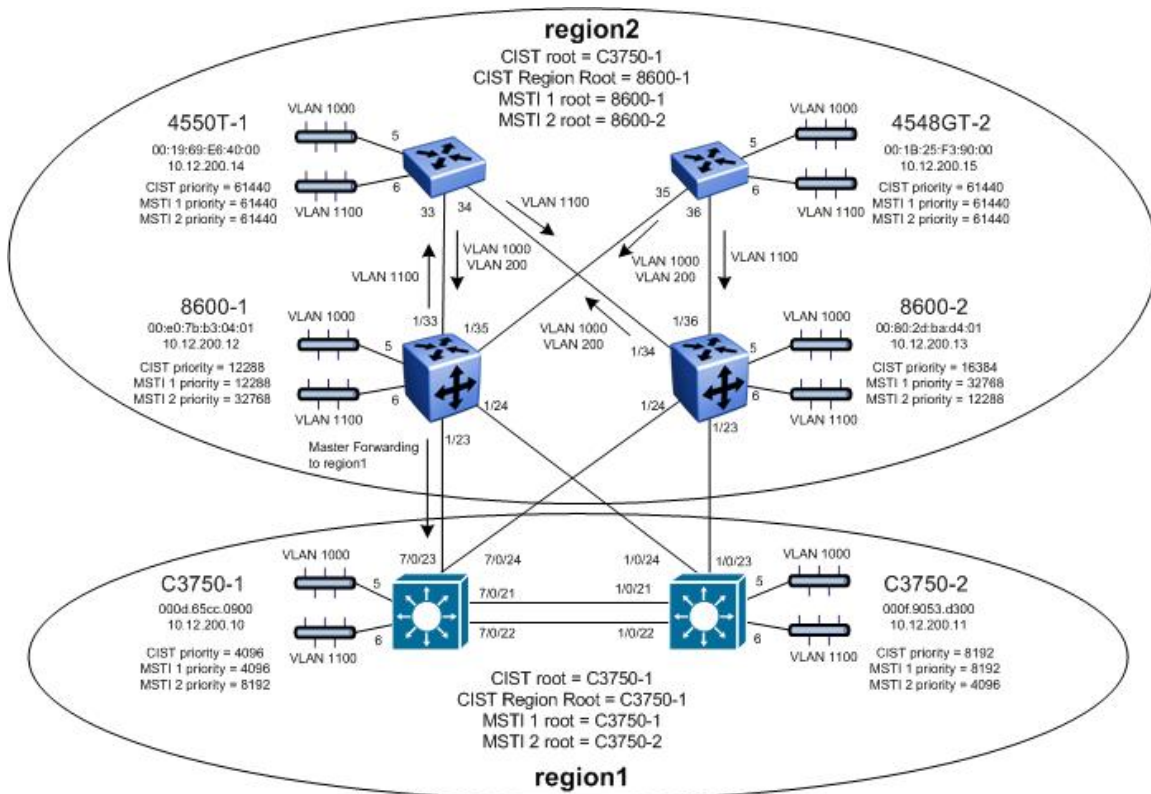 region2
CIST root = C3750-1
CIST Region Root = 8600-1
MSTI 1 root = 8600-1
MSTI 2 root = 8600-2
4550T-1
00:19:69:E6:40:00
10.12.200.14
CIST priority = 61440
MSTI 1 priority = 61440
MSTI 2 priority = 61440
VLAN 1000
5
6
VLAN 1100
33
34
4548GT-2
00:1B:25:F3:90:00
10.12.200.15
CIST priority = 61440
MSTI 1 priority = 61440
MSTI 2 priority = 61440
VLAN 1000
5
6
VLAN 1100
35
36
VLAN 1100
VLAN 1000
VLAN 200
VLAN 1100
VLAN 1000
VLAN 200
VLAN 1100
VLAN 1000
VLAN 200
8600-1
00:e0:7b:b3:04:01
10.12.200.12
CIST priority = 12288
MSTI 1 priority = 12288
MSTI 2 priority = 32768
VLAN 1000
5
6
VLAN 1100
1/33
1/35
1/24
1/23
Master Forwarding
to region1
8600-2
00:80:2d:ba:d4:01
10.12.200.13
CIST priority = 16384
MSTI 1 priority = 32768
MSTI 2 priority = 12288
VLAN 1000
5
6
VLAN 1100
1/36
1/34
1/24
1/23
C3750-1
000d.65cc.0900
10.12.200.10
CIST priority = 4096
MSTI 1 priority = 4096
MSTI 2 priority = 8192
VLAN 1000
5
6
VLAN 1100
7/0/23
7/0/24
7/0/21
7/0/22
1/0/24
1/0/23
1/0/21
1/0/22
C3750-2
000f.9053.d300
10.12.200.11
CIST priority = 8192
MSTI 1 priority = 8192
MSTI 2 priority = 4096
VLAN 1000
5
6
VLAN 1100
CIST root = C3750-1
CIST Region Root = C3750-1
MSTI 1 root = C3750-1
MSTI 2 root = C3750-2
region1